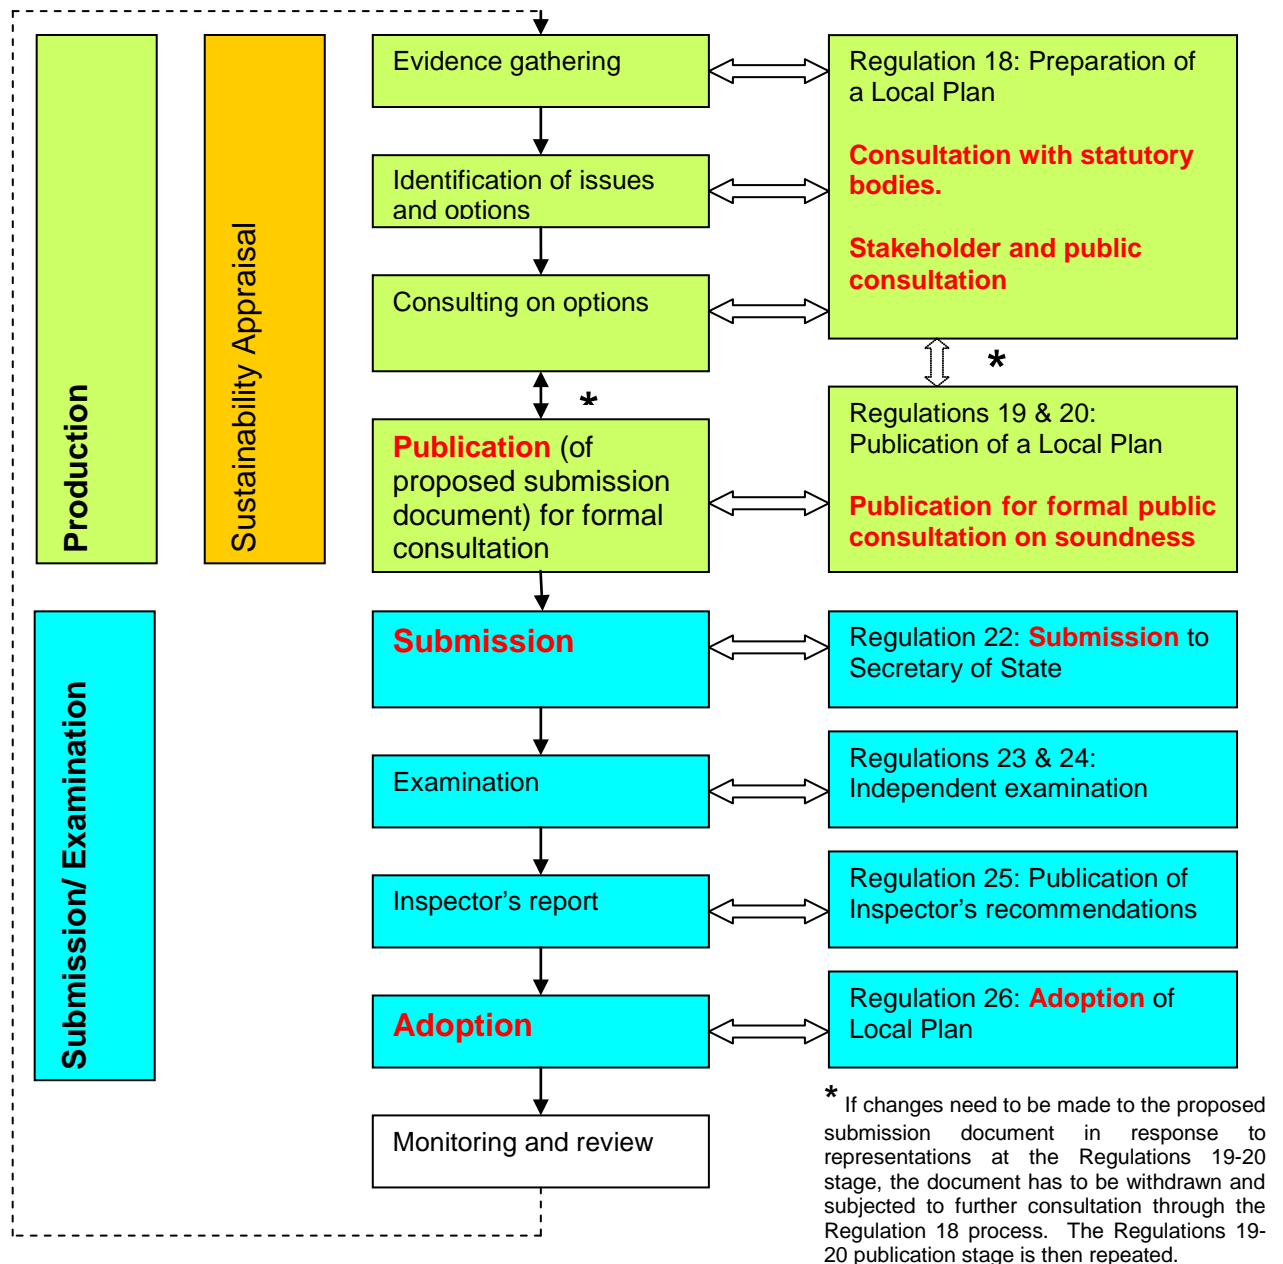 Production
Sustainability Appraisal
Evidence gathering
Regulation 18: Preparation of
a Local Plan
Consultation with statutory
bodies.
Stakeholder and public
consultation
Identification of issues
and options
Consulting on options
*
*
Publication (of
proposed submission
document) for formal
consultation
Regulations 19 & 20:
Publication of a Local Plan
Publication for formal public
consultation on soundness
Submission/ Examination
Submission
Regulation 22: Submission to
Secretary of State
Examination
Regulations 23 & 24:
Independent examination
Inspector's report
Regulation 25: Publication of
Inspector's recommendations
Adoption
Regulation 26: Adoption of
Local Plan
Monitoring and review
* If changes need to be made to the proposed
submission document in response to
representations at the Regulations 19-20
stage, the document has to be withdrawn and
subjected to further consultation through the
Regulation 18 process. The Regulations 19-
20 publication stage is then repeated.